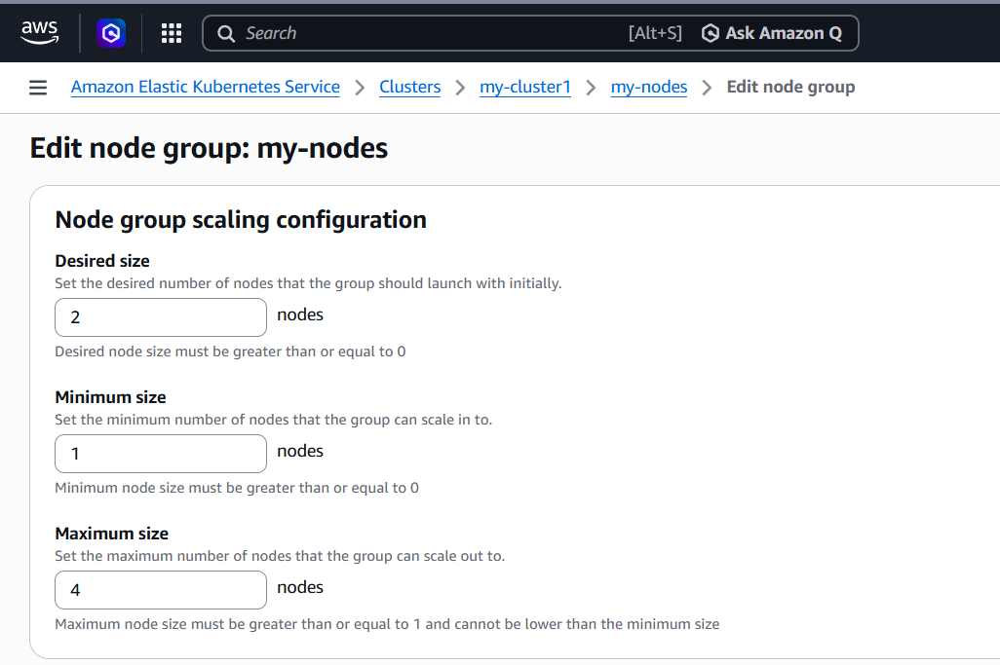 aws Search [Alt+S] Ask Amazon Q
Amazon Elastic Kubernetes Service > Clusters > my-cluster1 > my-nodes > Edit node group
Edit node group: my-nodes
Node group scaling configuration
Desired size
Set the desired number of nodes that the group should launch with initially.
2 nodes
Desired node size must be greater than or equal to 0
Minimum size
Set the minimum number of nodes that the group can scale in to.
1 nodes
Minimum node size must be greater than or equal to 0
Maximum size
Set the maximum number of nodes that the group can scale out to.
4 nodes
Maximum node size must be greater than or equal to 1 and cannot be lower than the minimum size